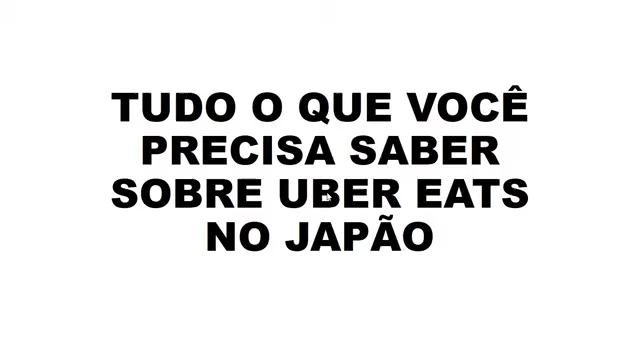 TUDO O QUE VOCÊ
PRECISA SABER
SOBRE UBER EATS
NO JAPÃO